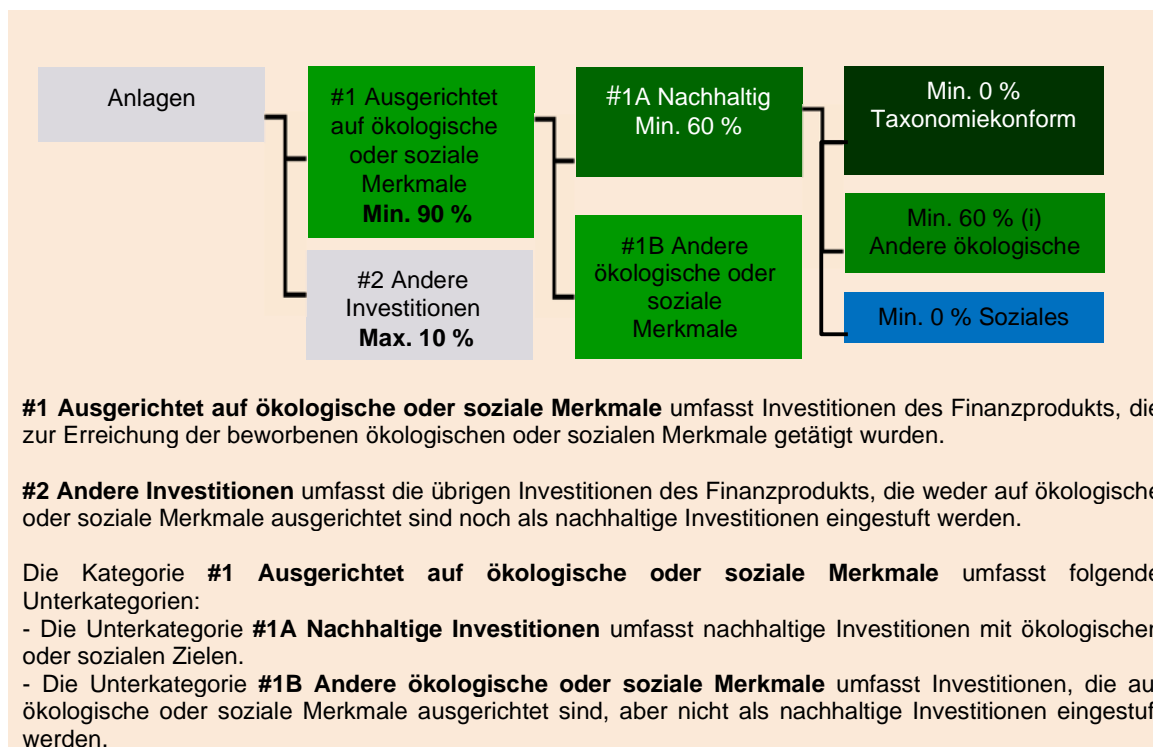 Anlagen
#1 Ausgerichtet
auf ökologische
oder soziale
Merkmale
Min. 90 %
#2 Andere
Investitionen
Max. 10 %
#1A Nachhaltig
Min. 60 %
#1B Andere
ökologische oder
soziale
Merkmale
Min. 0 %
Taxonomiekonform
Min. 60 % (i)
Andere ökologische
Min. 0 % Soziales
#1 Ausgerichtet auf ökologische oder soziale Merkmale umfasst Investitionen des Finanzprodukts, die
zur Erreichung der beworbenen ökologischen oder sozialen Merkmale getätigt wurden.
#2 Andere Investitionen umfasst die übrigen Investitionen des Finanzprodukts, die weder auf ökologische
oder soziale Merkmale ausgerichtet sind noch als nachhaltige Investitionen eingestuft werden.
Die Kategorie #1 Ausgerichtet auf ökologische oder soziale Merkmale umfasst folgende
Unterkategorien:
- Die Unterkategorie #1A Nachhaltige Investitionen umfasst nachhaltige Investitionen mit ökologischen
oder sozialen Zielen.
- Die Unterkategorie #1B Andere ökologische oder soziale Merkmale umfasst Investitionen, die auf
ökologische oder soziale Merkmale ausgerichtet sind, aber nicht als nachhaltige Investitionen eingestuft
werden.